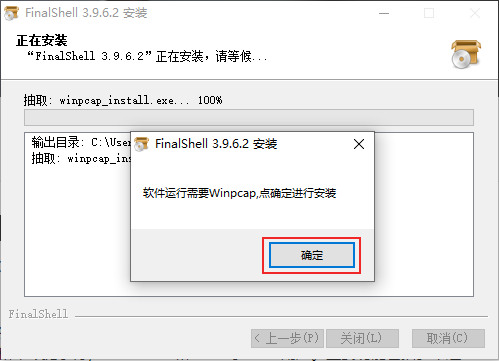 FinalShell 3.9.6.2 安装
正在安装
“FinalShell 3.9.6.2”正在安装，请等候...
抽取: winpcap_install.exe... 100%
输出目录: C:\User
抽取: winpcap_ins
FinalShell 3.9.6.2 安装
软件运行需要Winpcap,点确定进行安装
确定
FinalShell
< 上一步(P)
关闭(L)
取消(C)